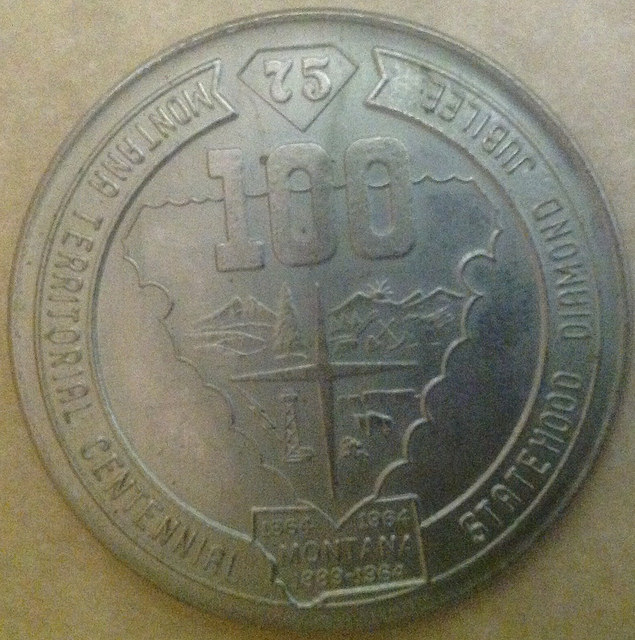 75
100
MONTANA TERRITORIAL CENTENNIAL
STATEHOOD DIAMOND JUBILEE
1864 1964
MONTANA
1889-1964